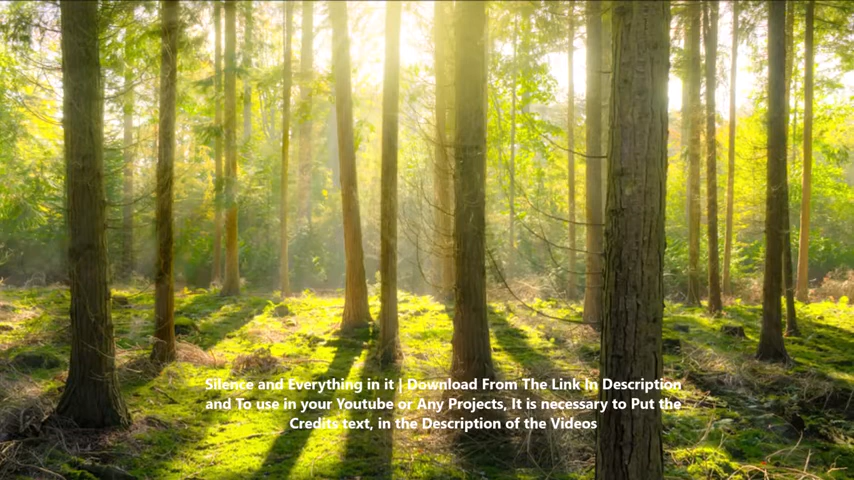 Silence and Everything in it | Download From The Link In Description
and To use in your Youtube or Any Projects, It is necessary to Put the
Credits text, in the Description of the Videos